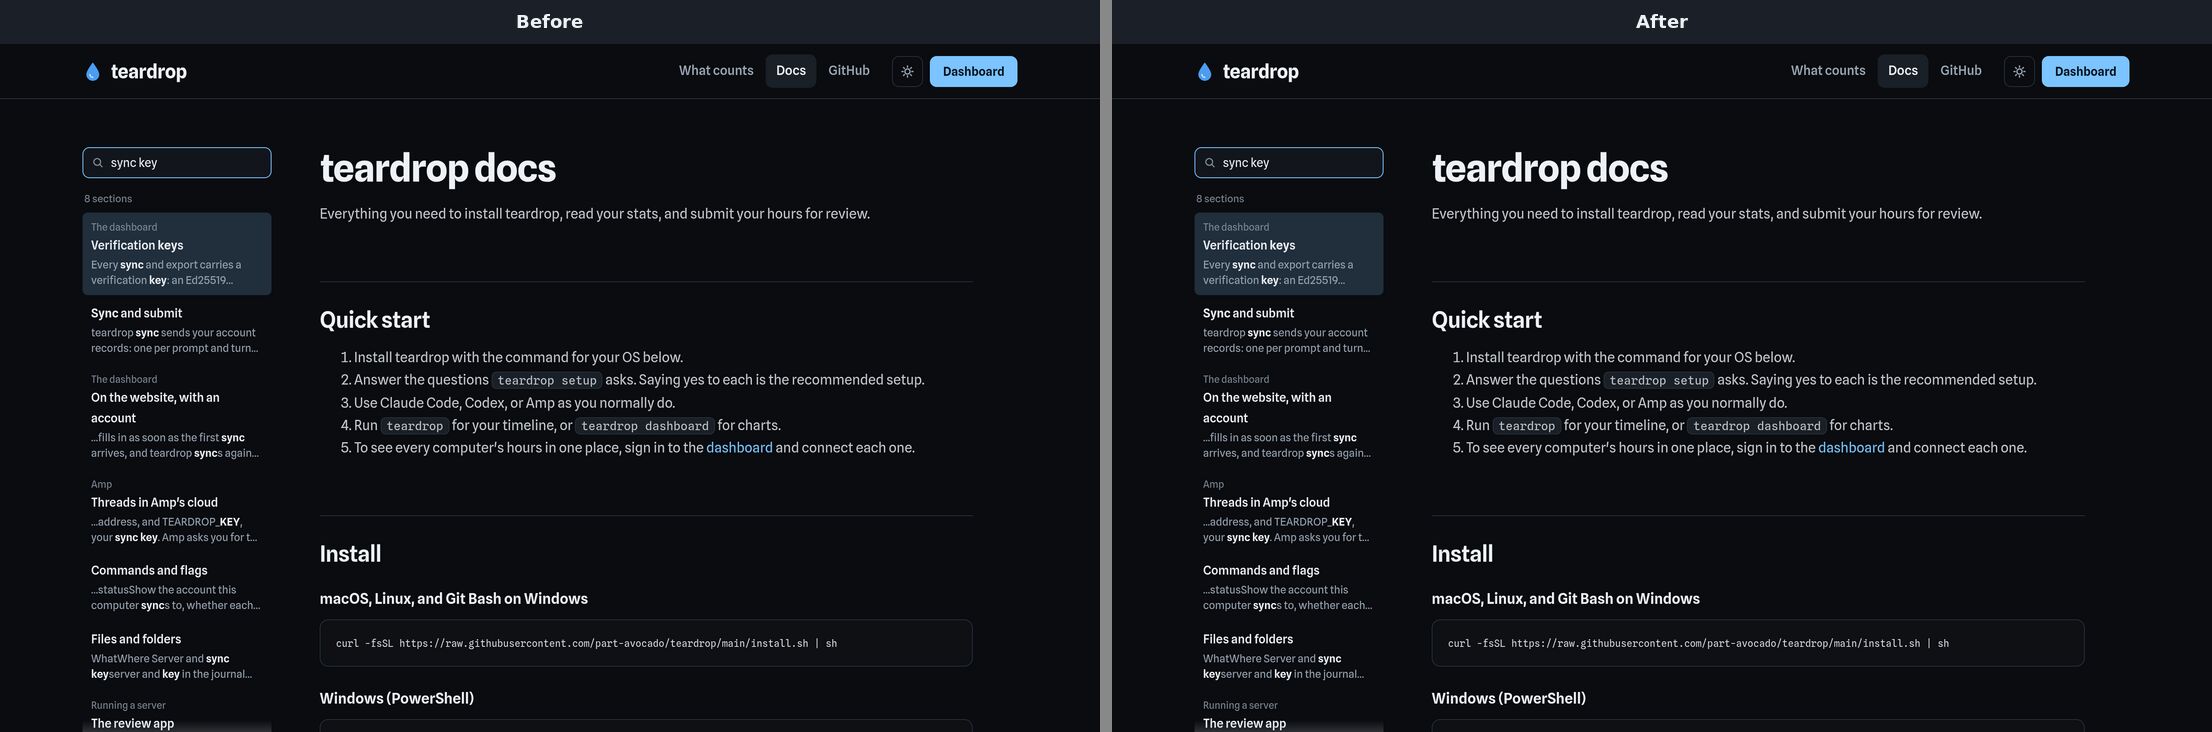 Before
teardrop
What counts
Docs
GitHub
Dashboard
sync key
8 sections
The dashboard
Verification keys
Every sync and export carries a
verification key: an Ed25519...
Sync and submit
teardrop sync sends your account
records: one per prompt and turn...
The dashboard
On the website, with an
account
...fills in as soon as the first sync
arrives, and teardrop syncs again...
Amp
Threads in Amp's cloud
...address, and TEARDROP_KEY,
your sync key. Amp asks you for t...
Commands and flags
...statusShow the account this
computer syncs to, whether each...
Files and folders
WhatWhere Server and sync
keyserver and key in the journal...
Running a server
The review app
teardrop docs
Everything you need to install teardrop, read your stats, and submit your hours for review.
Quick start
1. Install teardrop with the command for your OS below.
2. Answer the questions teardrop setup asks. Saying yes to each is the recommended setup.
3. Use Claude Code, Codex, or Amp as you normally do.
4. Run teardrop for your timeline, or teardrop dashboard for charts.
5. To see every computer's hours in one place, sign in to the dashboard and connect each one.
Install
macOS, Linux, and Git Bash on Windows
curl -fsSL https://raw.githubusercontent.com/part-avocado/teardrop/main/install.sh | sh
Windows (PowerShell)
After
teardrop
What counts
Docs
GitHub
Dashboard
sync key
8 sections
The dashboard
Verification keys
Every sync and export carries a
verification key: an Ed25519...
Sync and submit
teardrop sync sends your account
records: one per prompt and turn...
The dashboard
On the website, with an
account
...fills in as soon as the first sync
arrives, and teardrop syncs again...
Amp
Threads in Amp's cloud
...address, and TEARDROP_KEY,
your sync key. Amp asks you for t...
Commands and flags
...statusShow the account this
computer syncs to, whether each...
Files and folders
WhatWhere Server and sync
keyserver and key in the journal...
Running a server
The review app
teardrop docs
Everything you need to install teardrop, read your stats, and submit your hours for review.
Quick start
1. Install teardrop with the command for your OS below.
2. Answer the questions teardrop setup asks. Saying yes to each is the recommended setup.
3. Use Claude Code, Codex, or Amp as you normally do.
4. Run teardrop for your timeline, or teardrop dashboard for charts.
5. To see every computer's hours in one place, sign in to the dashboard and connect each one.
Install
macOS, Linux, and Git Bash on Windows
curl -fsSL https://raw.githubusercontent.com/part-avocado/teardrop/main/install.sh | sh
Windows (PowerShell)